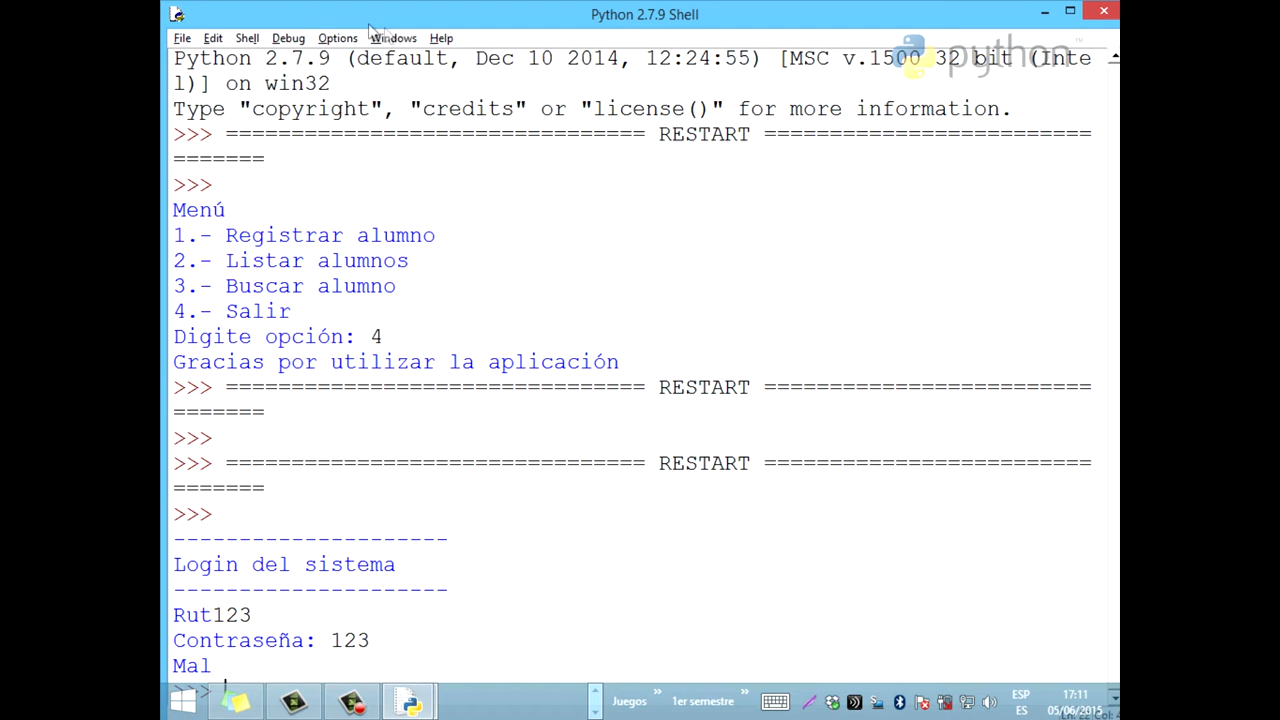 Python 2.7.9 Shell
File Edit Shell Debug Options Windows Help
python
Python 2.7.9 (default, Dec 10 2014, 12:24:55) [MSC v.1500 32 bit (Inte
l)] on win32
Type "copyright", "credits" or "license()" for more information.
>>> ================================ RESTART =========================
=======
>>>
Menú
1.- Registrar alumno
2.- Listar alumnos
3.- Buscar alumno
4.- Salir
Digite opción: 4
Gracias por utilizar la aplicación
>>> ================================ RESTART =========================
=======
>>>
>>> ================================ RESTART =========================
=======
>>>
---------------------
Login del sistema
---------------------
Rut123
Contraseña: 123
Mal
>>>
Juegos » 1er semestre » ESP 17:11
ES 05/06/2015